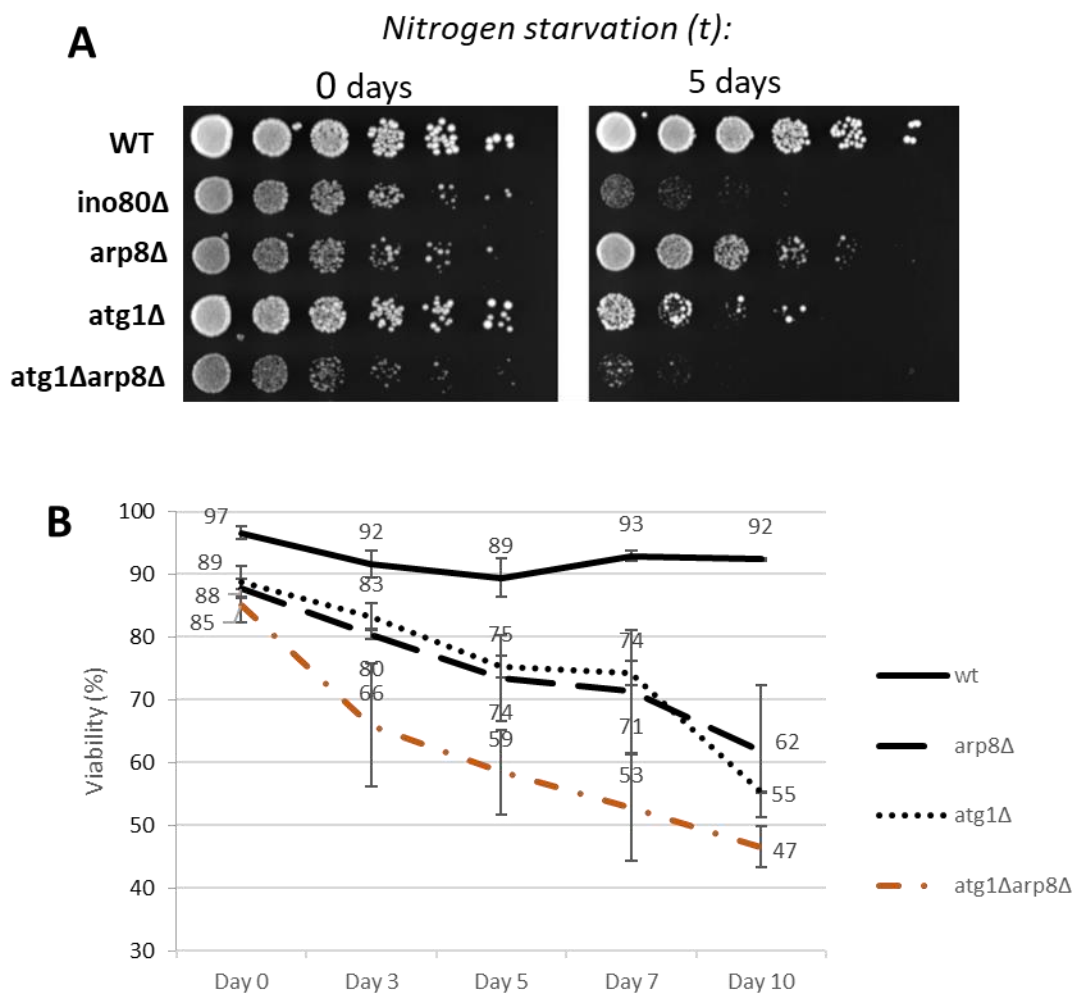 A
Nitrogen starvation (t):
0 days
5 days
WT
ino80Δ
arp8Δ
atg1Δ
atg1Δarp8Δ
B
Viability (%)
100
90
80
70
60
50
40
30
97
92
89
93
92
89
88
85
83
80
66
75
74
59
74
71
53
62
55
47
Day 0
Day 3
Day 5
Day 7
Day 10
wt
arp8Δ
atg1Δ
atg1Δarp8Δ